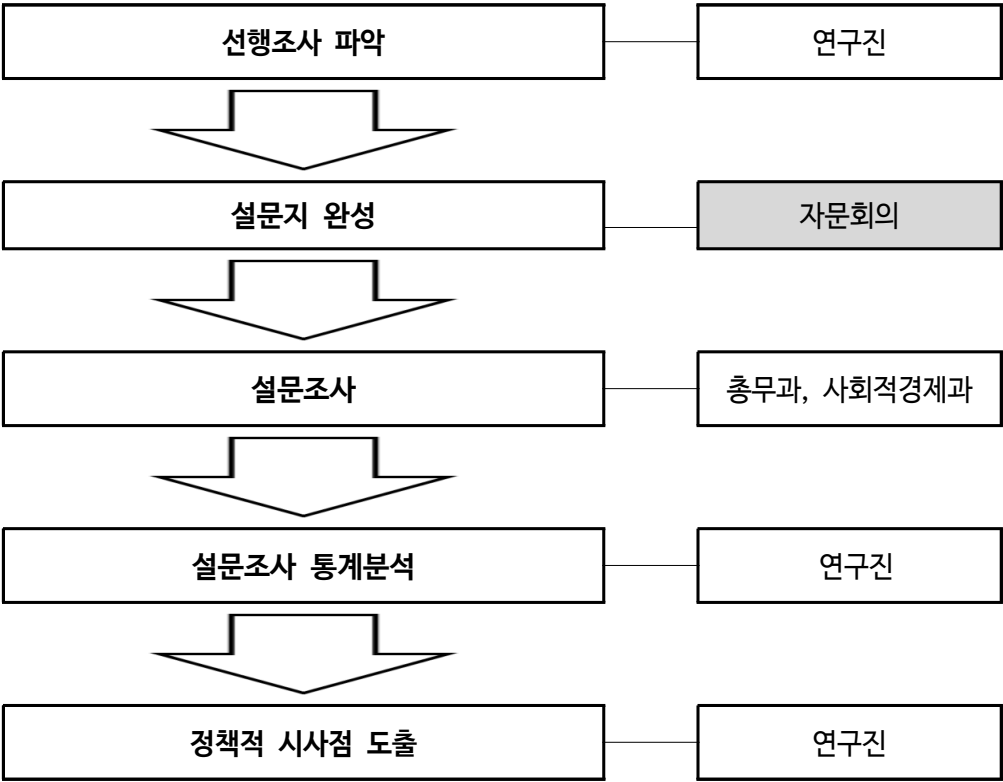 선행조사 파악
연구진
설문지 완성
자문회의
설문조사
총무과, 사회적경제과
설문조사 통계분석
연구진
정책적 시사점 도출
연구진